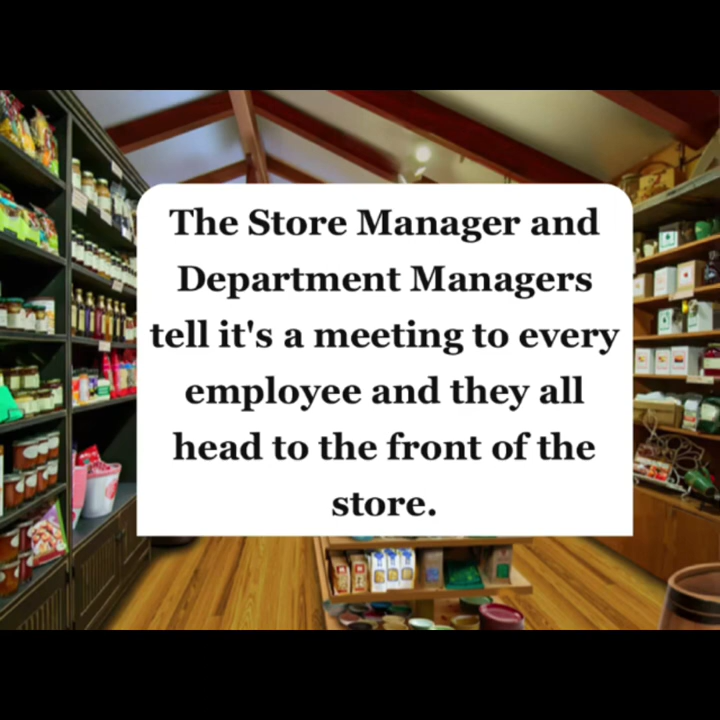 The Store Manager and
Department Managers
tell it's a meeting to every
employee and they all
head to the front of the
store.